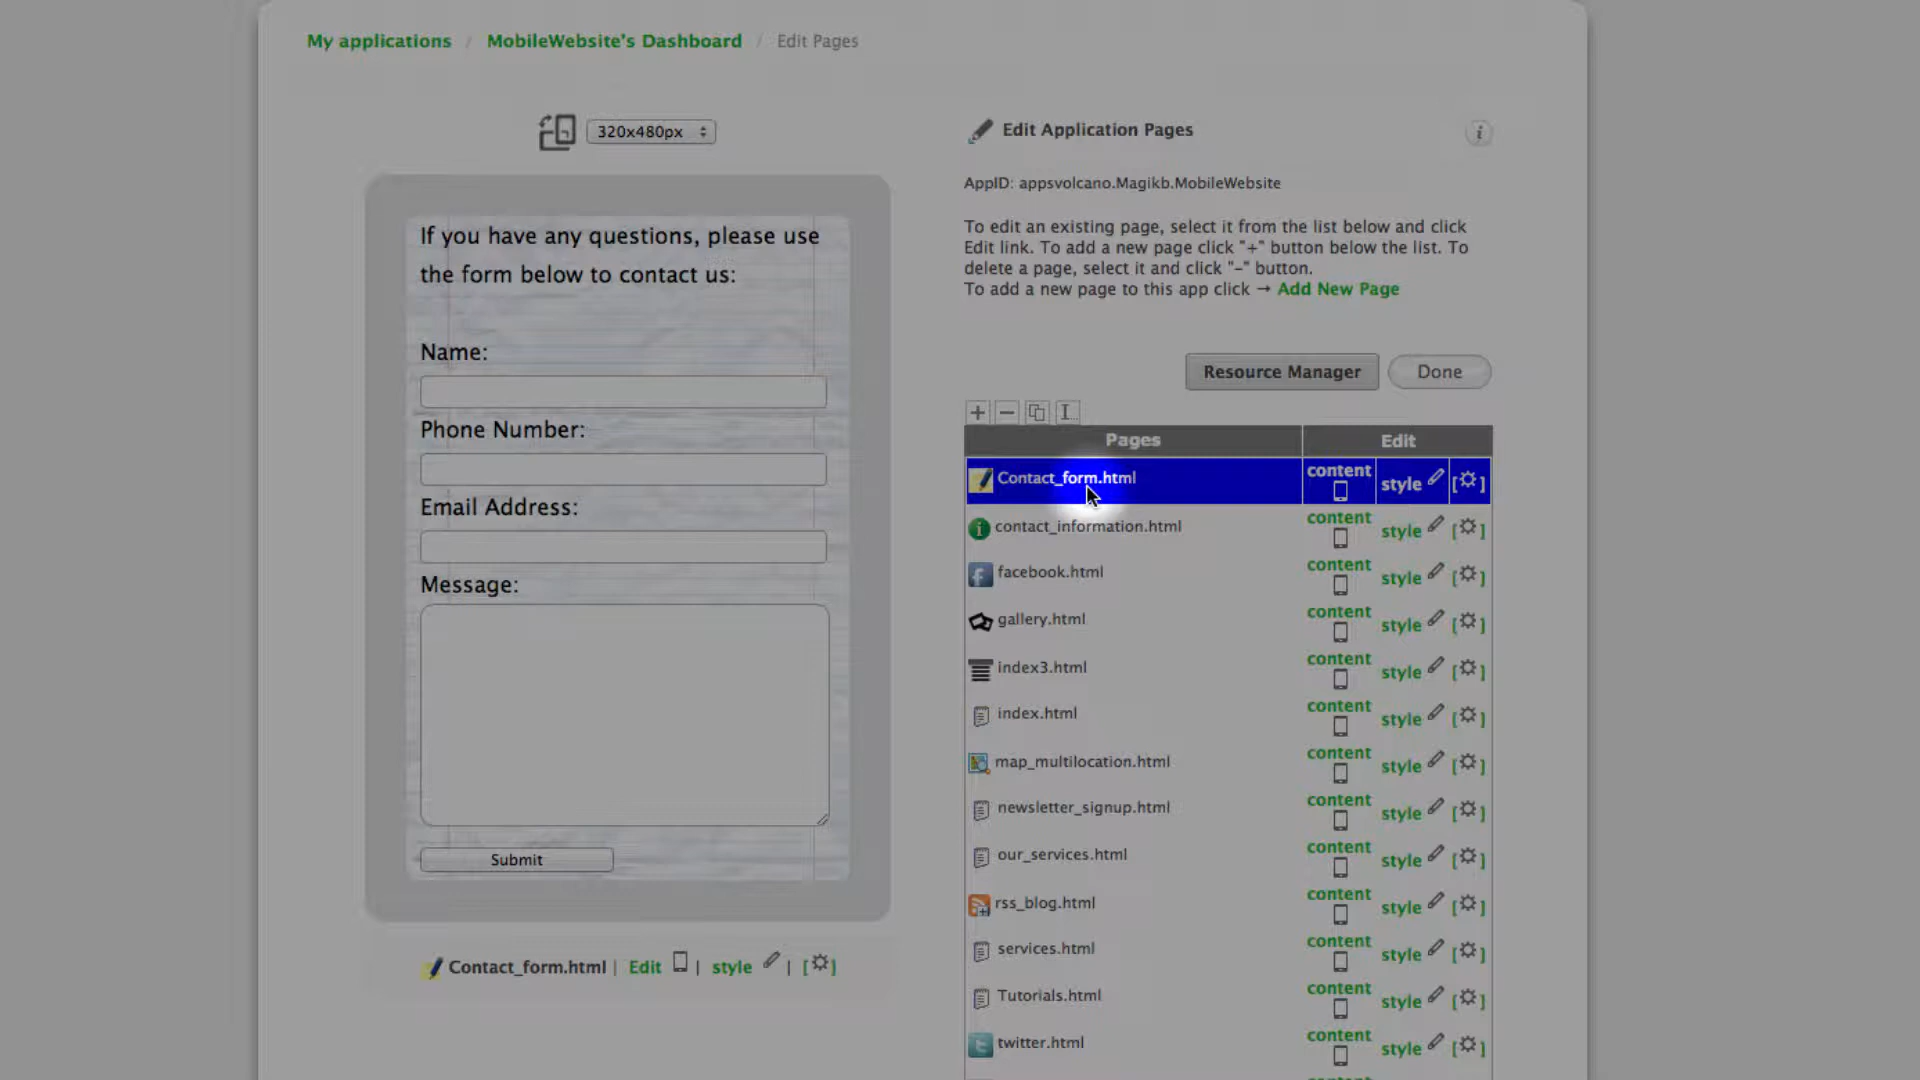 My applications / MobileWebsite's Dashboard / Edit Pages
320x480px
If you have any questions, please use
the form below to contact us:
Name:
Phone Number:
Email Address:
Message:
Submit
Contact_form.html | Edit | style | [ ]
Edit Application Pages
i
AppID: appsvolcano.Magikb.MobileWebsite
To edit an existing page, select it from the list below and click
Edit link. To add a new page click "+" button below the list. To
delete a page, select it and click "-" button.
To add a new page to this app click → Add New Page
Resource Manager Done
Pages Edit
Contact_form.html content style [ ]
contact_information.html content style [ ]
facebook.html content style [ ]
gallery.html content style [ ]
index3.html content style [ ]
index.html content style [ ]
map_multilocation.html content style [ ]
newsletter_signup.html content style [ ]
our_services.html content style [ ]
rss_blog.html content style [ ]
services.html content style [ ]
Tutorials.html content style [ ]
twitter.html content style [ ]